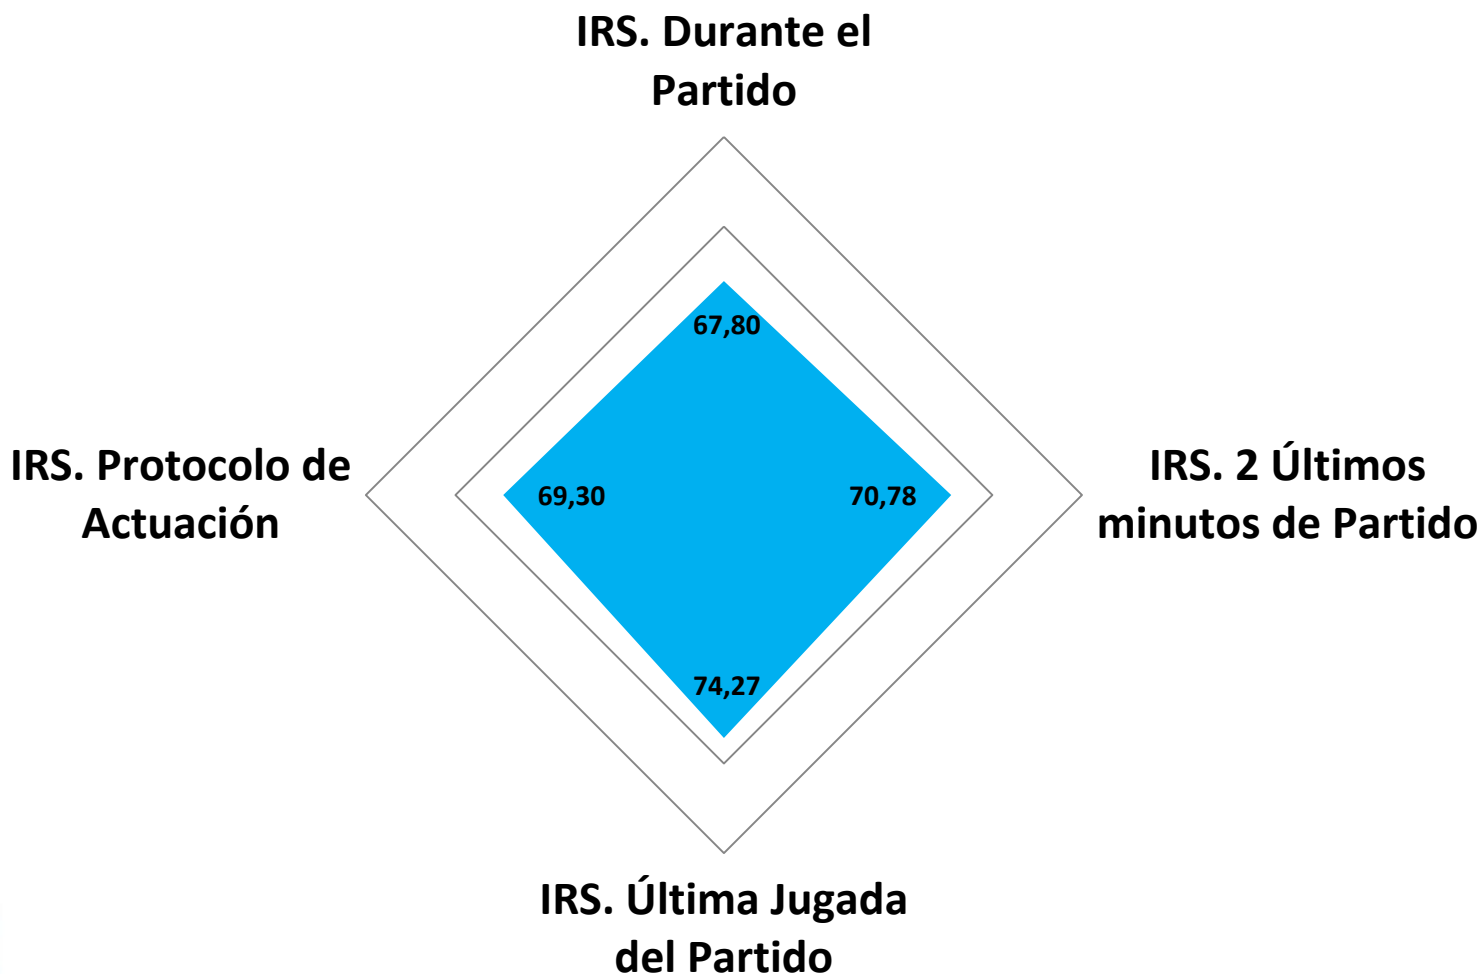 IRS. Durante el
Partido
67,80
IRS. Protocolo de
Actuación
69,30
70,78
IRS. 2 Últimos
minutos de Partido
74,27
IRS. Última Jugada
del Partido